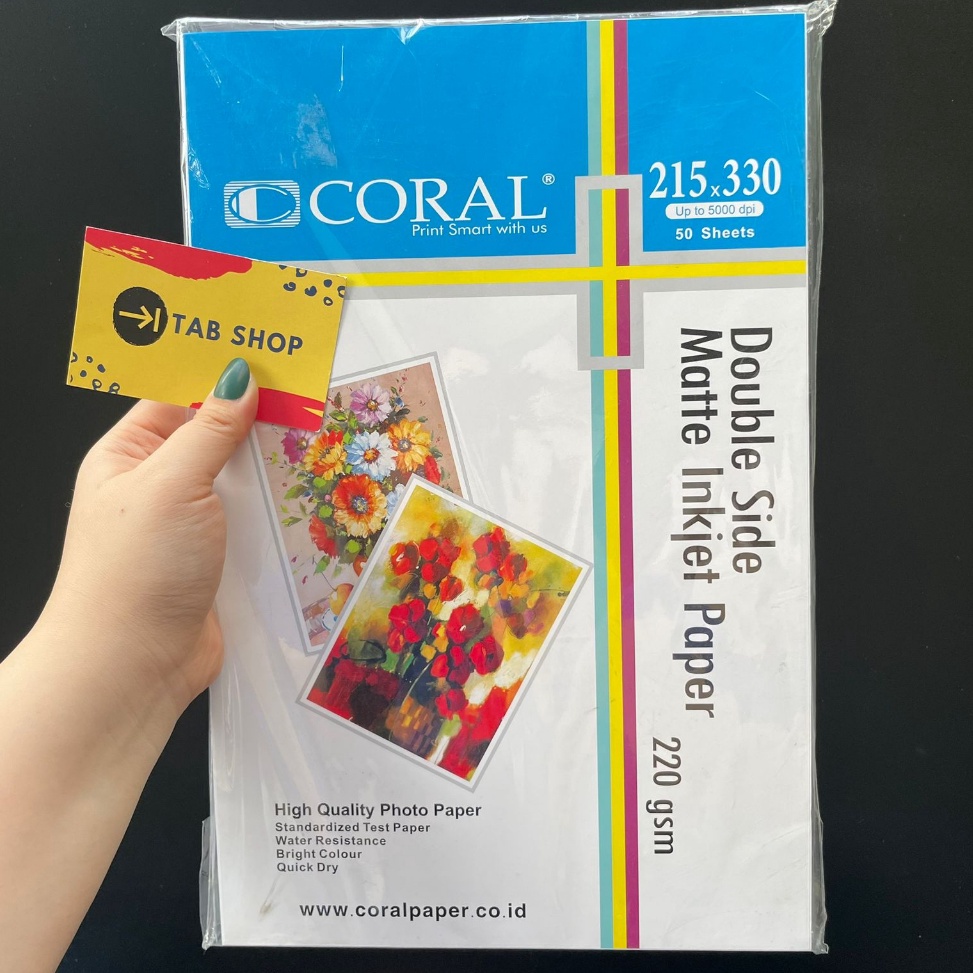 CORAL®
Print Smart with us
215x330
Up to 5000 dpi
50 Sheets
TAB SHOP
Double Side
Matte Inkjet Paper
220 gsm
High Quality Photo Paper
Standardized Test Paper
Water Resistance
Bright Colour
Quick Dry
www.coralpaper.co.id